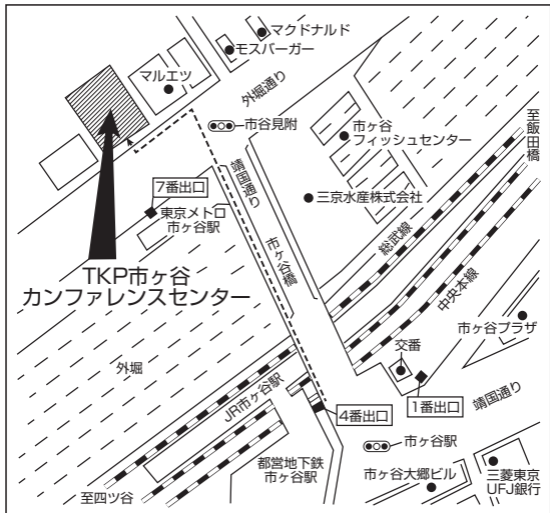 マクドナルド
モスバーガー
マルエツ
外堀通り
市谷見附
市ヶ谷
フィッシュセンター
至飯田橋
靖国通り
7番出口
東京メトロ
市ヶ谷駅
三京水産株式会社
市ヶ谷橋
総武線
中央本線
TKP市ヶ谷
カンファレンスセンター
市ヶ谷プラザ
外堀
交番
JR市ヶ谷駅
1番出口
靖国通り
4番出口
市ヶ谷駅
都営地下鉄
市ヶ谷駅
至四ツ谷
市ヶ谷大郷ビル
三菱東京
UFJ銀行